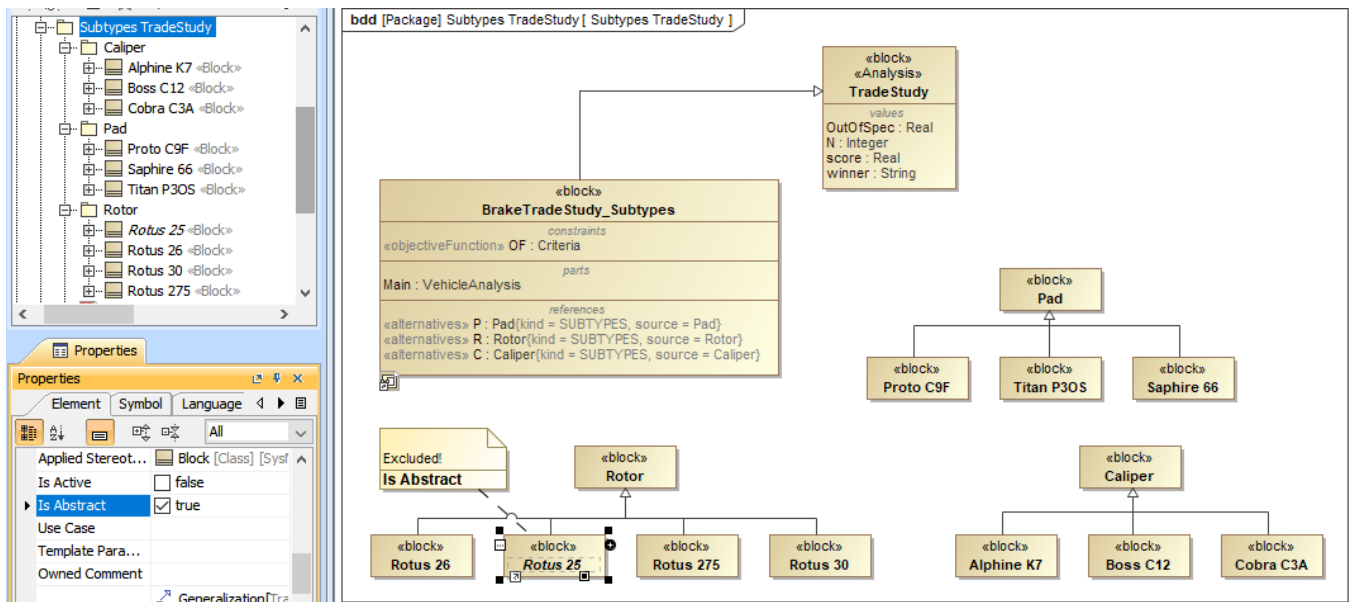 Subtypes TradeStudy
Caliper
Alphine K7 «Block»
Boss C12 «Block»
Cobra C3A «Block»
Pad
Proto C9F «Block»
Saphire 66 «Block»
Titan P3OS «Block»
Rotor
Rotus 25 «Block»
Rotus 26 «Block»
Rotus 30 «Block»
Rotus 275 «Block»
Properties
Properties
Element Symbol Language
All
Applied Stereot... Block [Class] [Sys
Is Active false
Is Abstract true
Use Case
Template Para...
Owned Comment
Generalization[Tra
bdd [Package] Subtypes TradeStudy [ Subtypes TradeStudy ]
«block»
«Analysis»
TradeStudy
values
OutOfSpec : Real
N : Integer
score : Real
winner : String
«block»
BrakeTradeStudy_Subtypes
constraints
«objectiveFunction» OF : Criteria
parts
Main : VehicleAnalysis
references
«alternatives» P : Pad{kind = SUBTYPES, source = Pad}
«alternatives» R : Rotor{kind = SUBTYPES, source = Rotor}
«alternatives» C : Caliper{kind = SUBTYPES, source = Caliper}
«block»
Pad
«block»
Proto C9F
«block»
Titan P3OS
«block»
Saphire 66
Excluded!
Is Abstract
«block»
Rotor
«block»
Rotus 26
«block»
Rotus 25
«block»
Rotus 275
«block»
Rotus 30
«block»
Caliper
«block»
Alphine K7
«block»
Boss C12
«block»
Cobra C3A